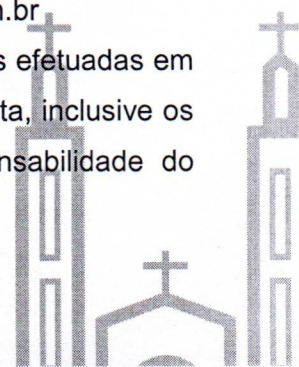 n.br
s efetuadas em
ta, inclusive os
nsabilidade do